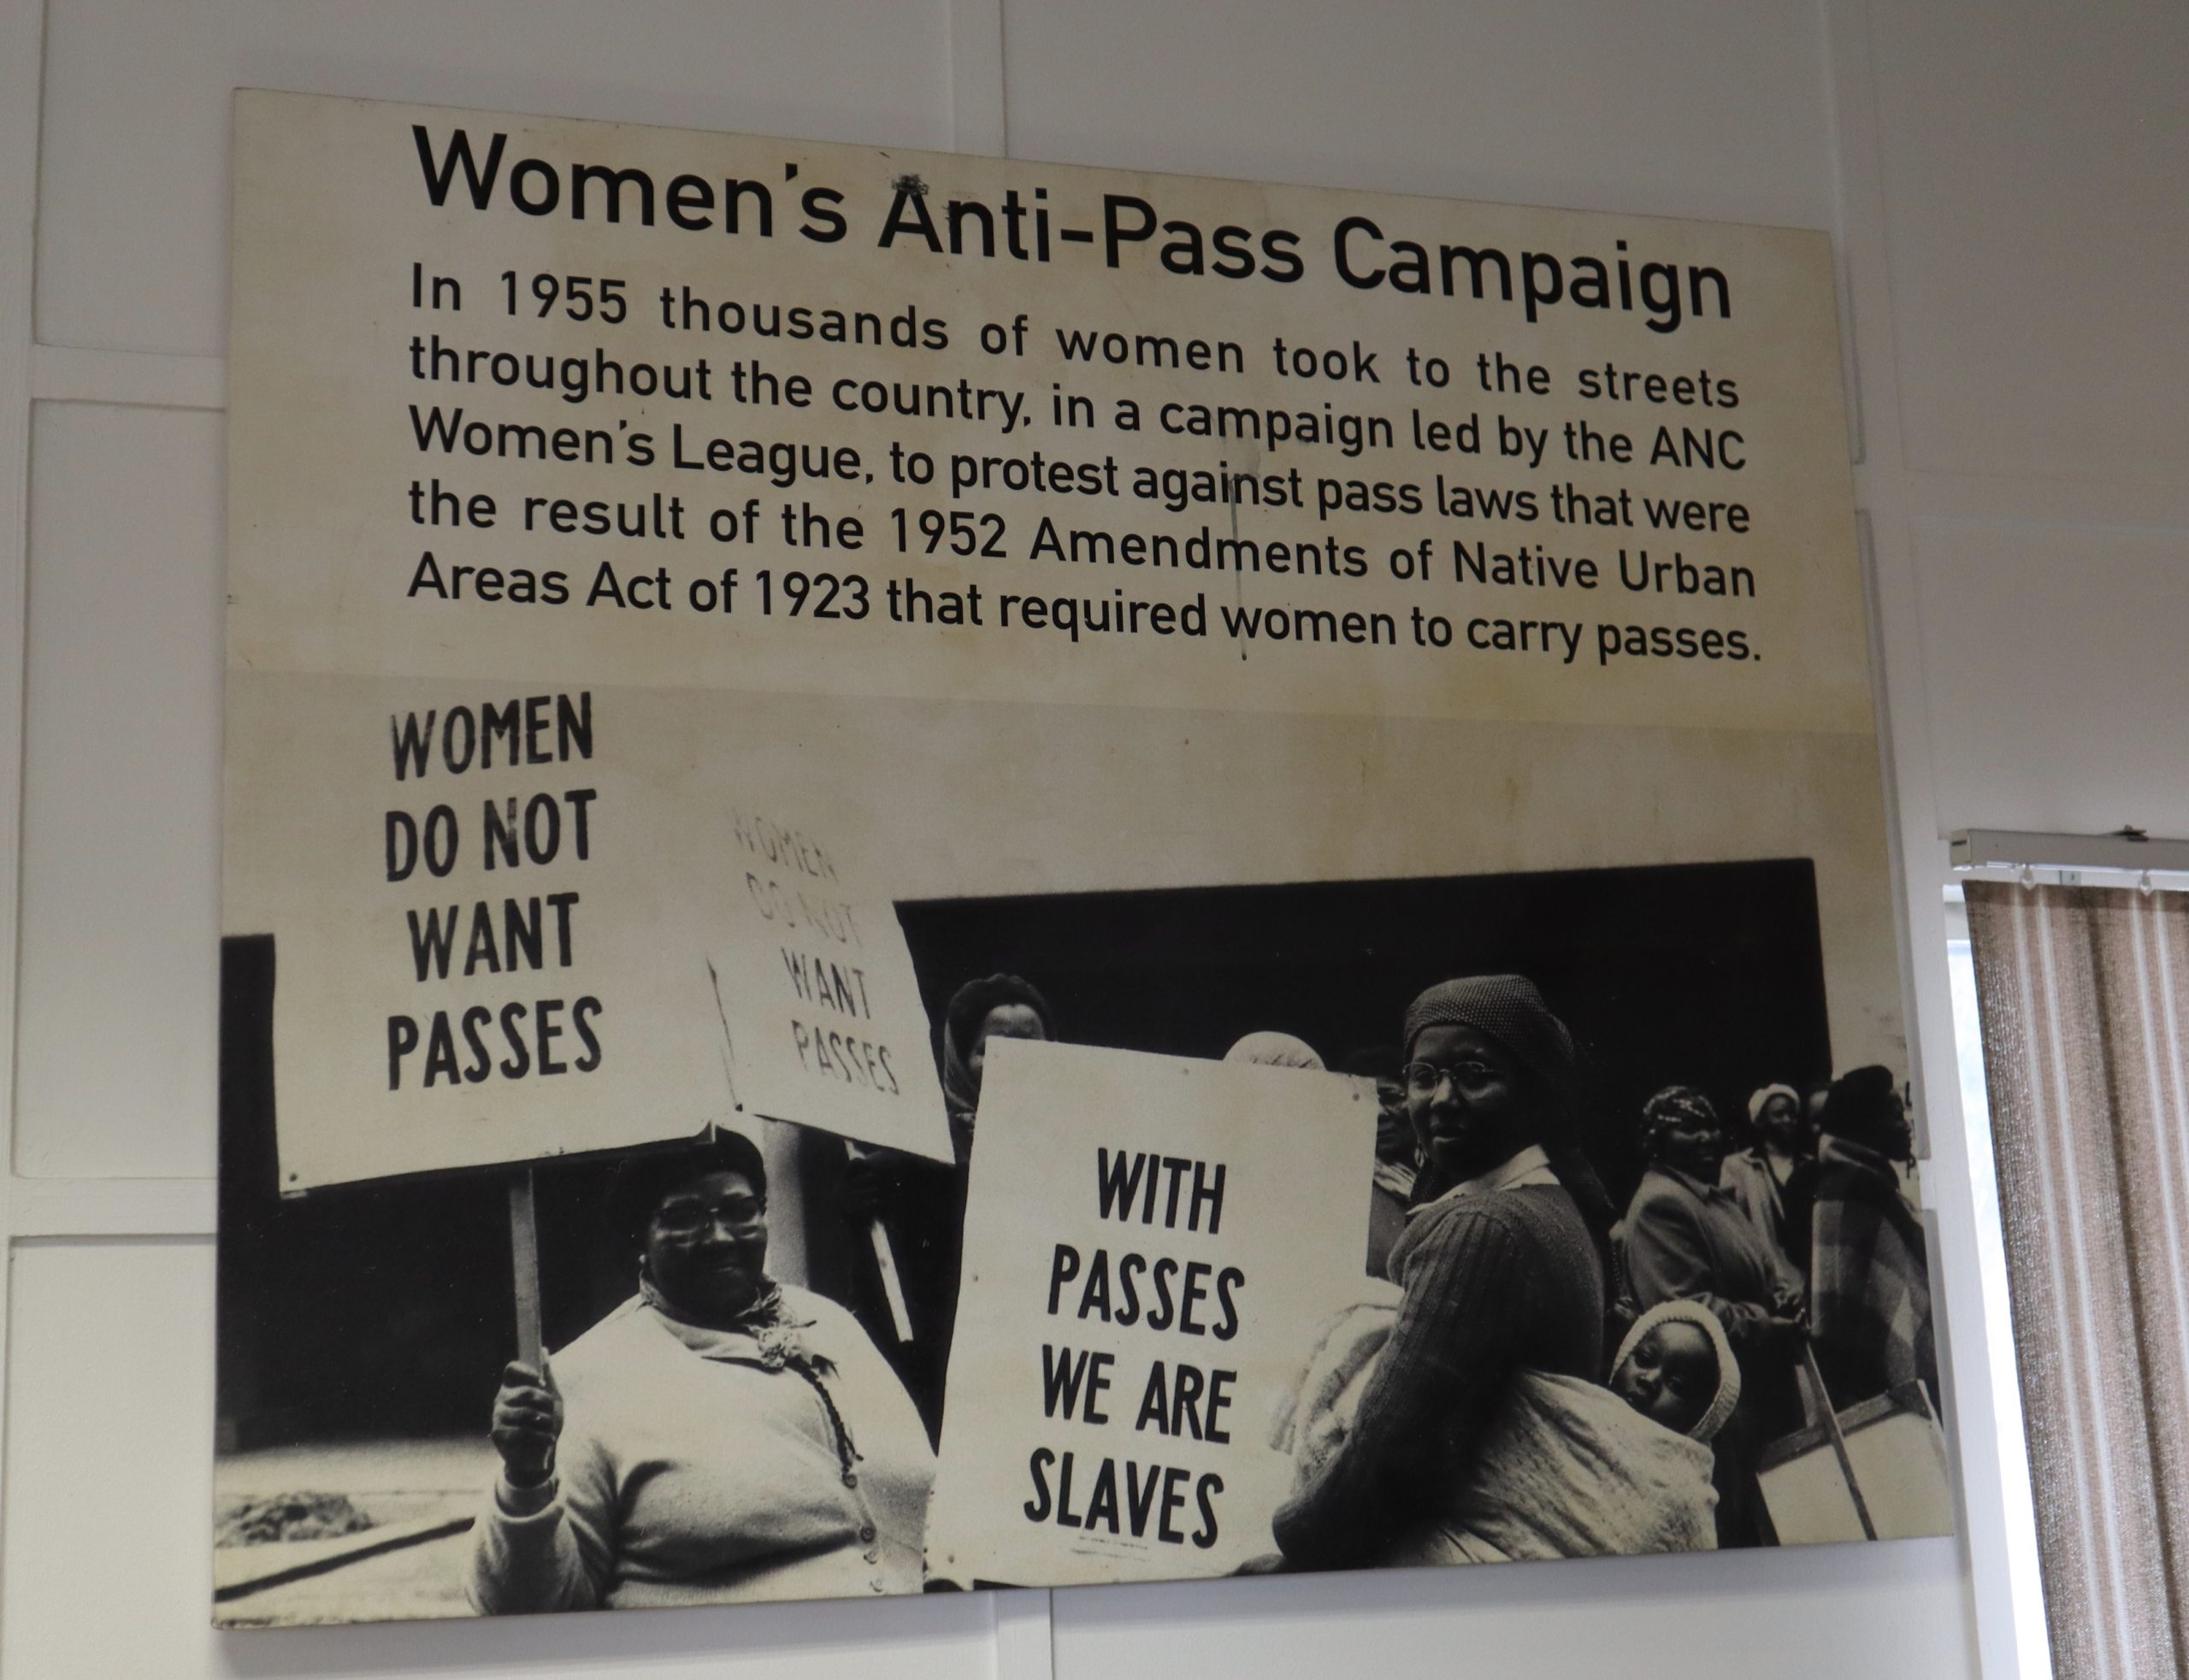 Women's Anti-Pass Campaign
In 1955 thousands of women took to the streets
throughout the country, in a campaign led by the ANC
Women's League, to protest against pass laws that were
the result of the 1952 Amendments of Native Urban
Areas Act of 1923 that required women to carry passes.
WOMEN
DO NOT
WANT
PASSES
WOMEN
DO NOT
WANT
PASSES
WITH
PASSES
WE ARE
SLAVES